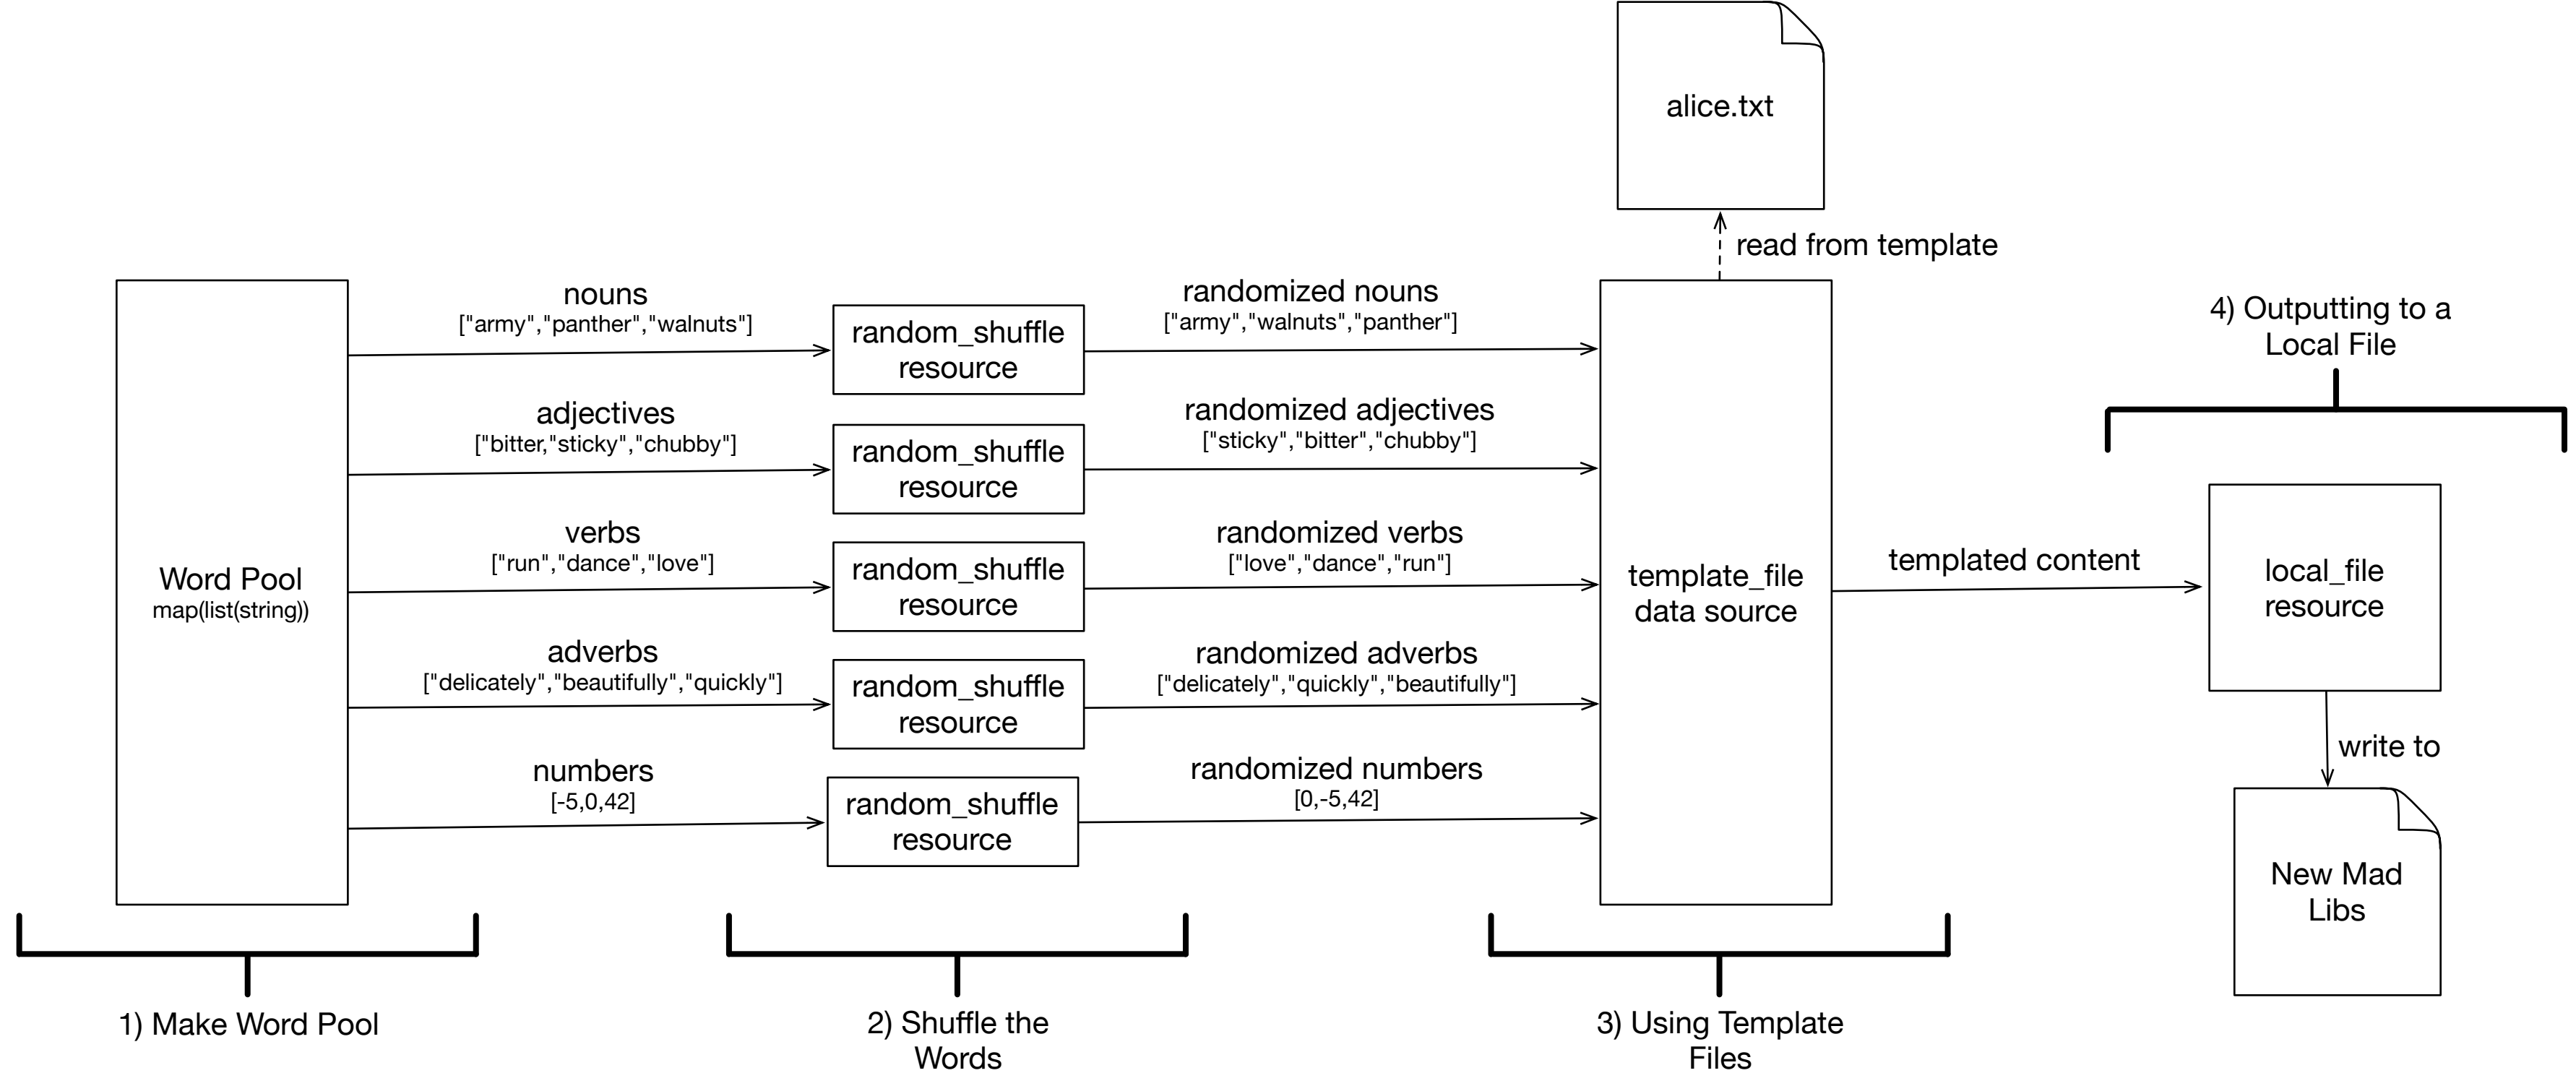 alice.txt
read from template
nouns
["army","panther","walnuts"]
random_shuffle
resource
randomized nouns
["army","walnuts","panther"]
adjectives
["bitter,"sticky","chubby"]
random_shuffle
resource
randomized adjectives
["sticky","bitter","chubby"]
verbs
["run","dance","love"]
random_shuffle
resource
randomized verbs
["love","dance","run"]
Word Pool
map(list(string))
adverbs
["delicately","beautifully","quickly"]
random_shuffle
resource
randomized adverbs
["delicately","quickly","beautifully"]
numbers
[-5,0,42]
random_shuffle
resource
randomized numbers
[0,-5,42]
template_file
data source
templated content
4) Outputting to a
Local File
local_file
resource
write to
New Mad
Libs
1) Make Word Pool
2) Shuffle the
Words
3) Using Template
Files